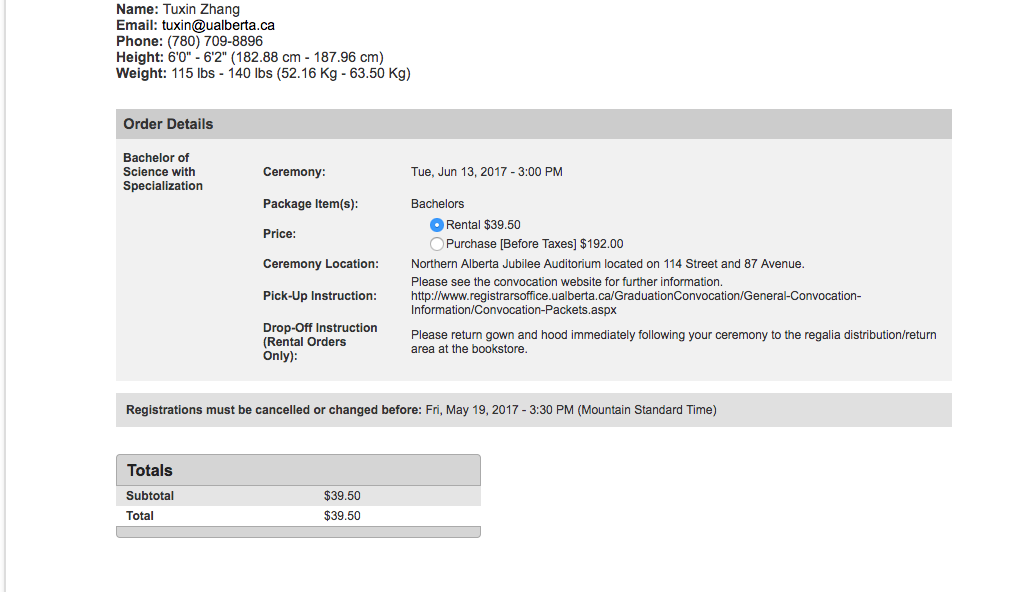 Name: Tuxin Zhang
Email: tuxin@ualberta.ca
Phone: (780) 709-8896
Height: 6'0" - 6'2" (182.88 cm - 187.96 cm)
Weight: 115 lbs - 140 lbs (52.16 Kg - 63.50 Kg)
Order Details
Bachelor of
Science with
Specialization
Ceremony: Tue, Jun 13, 2017 - 3:00 PM
Package Item(s): Bachelors
Price:
Rental $39.50
Purchase [Before Taxes] $192.00
Ceremony Location: Northern Alberta Jubilee Auditorium located on 114 Street and 87 Avenue.
Pick-Up Instruction:
Please see the convocation website for further information.
http://www.registrarsoffice.ualberta.ca/GraduationConvocation/General-Convocation-
Information/Convocation-Packets.aspx
Drop-Off Instruction
(Rental Orders
Only):
Please return gown and hood immediately following your ceremony to the regalia distribution/return
area at the bookstore.
Registrations must be cancelled or changed before: Fri, May 19, 2017 - 3:30 PM (Mountain Standard Time)
Totals
Subtotal $39.50
Total $39.50